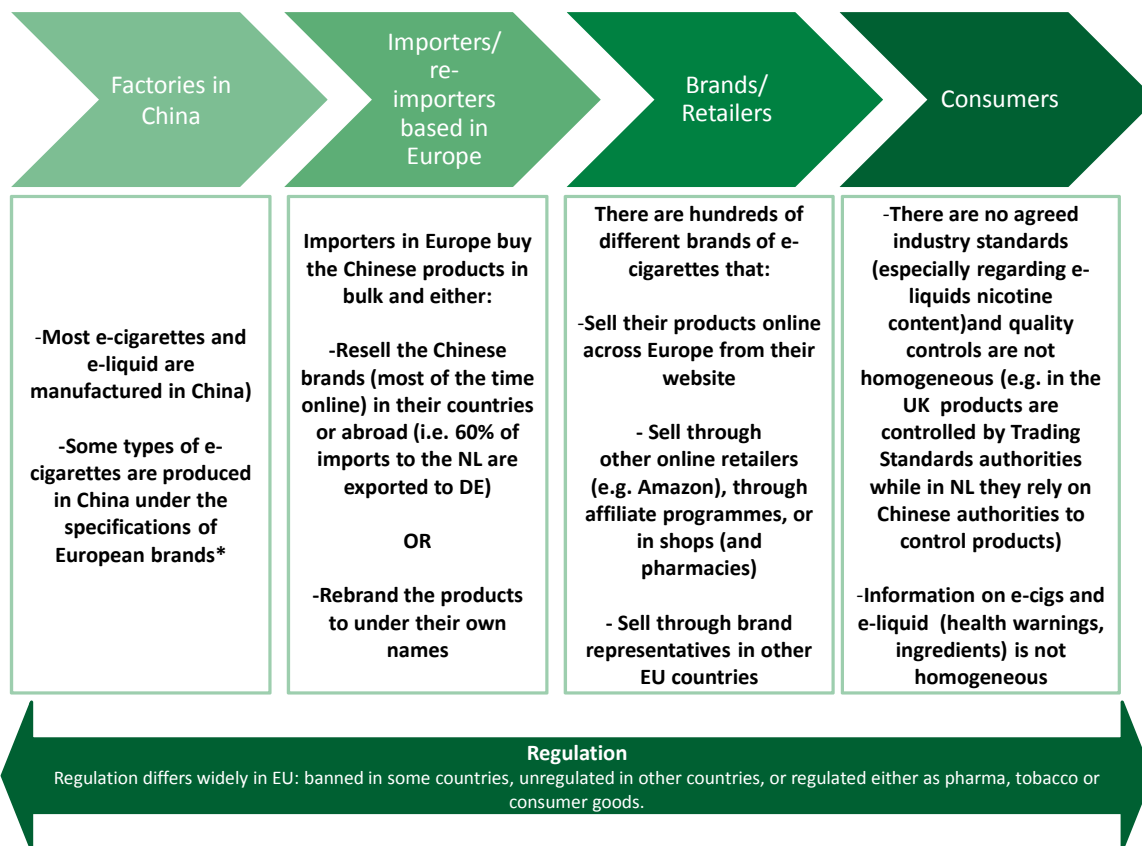 Factories in
China
Importers/
re-
importers
based in
Europe
Brands/
Retailers
Consumers
-Most e-cigarettes and
e-liquid are
manufactured in China)
-Some types of e-
cigarettes are produced
in China under the
specifications of
European brands*
Importers in Europe buy
the Chinese products in
bulk and either:
-Resell the Chinese
brands (most of the time
online) in their countries
or abroad (i.e. 60% of
imports to the NL are
exported to DE)
OR
-Rebrand the products
to under their own
names
There are hundreds of
different brands of e-
cigarettes that:
-Sell their products online
across Europe from their
website
- Sell through
other online retailers
(e.g. Amazon), through
affiliate programmes, or
in shops (and
pharmacies)
- Sell through brand
representatives in other
EU countries
-There are no agreed
industry standards
(especially regarding e-
liquids nicotine
content)and quality
controls are not
homogeneous (e.g. in the
UK products are
controlled by Trading
Standards authorities
while in NL they rely on
Chinese authorities to
control products)
-Information on e-cigs and
e-liquid (health warnings,
ingredients) is not
homogeneous
Regulation
Regulation differs widely in EU: banned in some countries, unregulated in other countries, or regulated either as pharma, tobacco or
consumer goods.